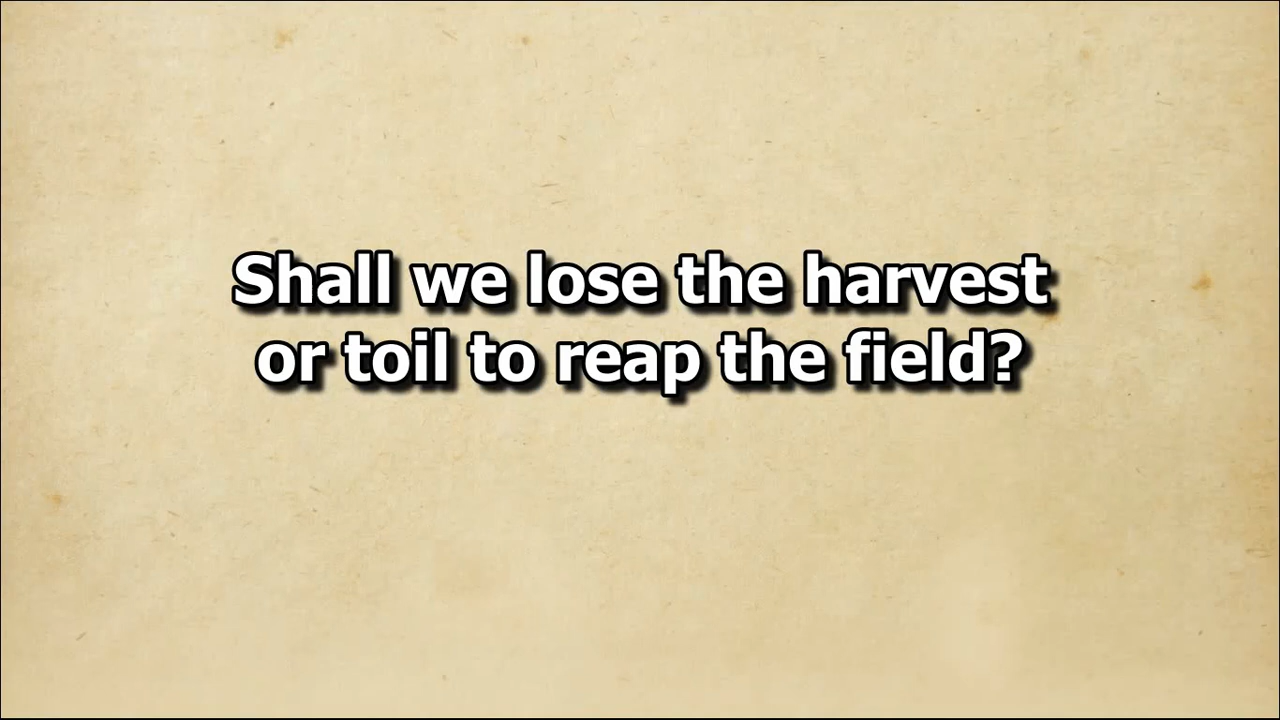 Shall we lose the harvest
or toil to reap the field?